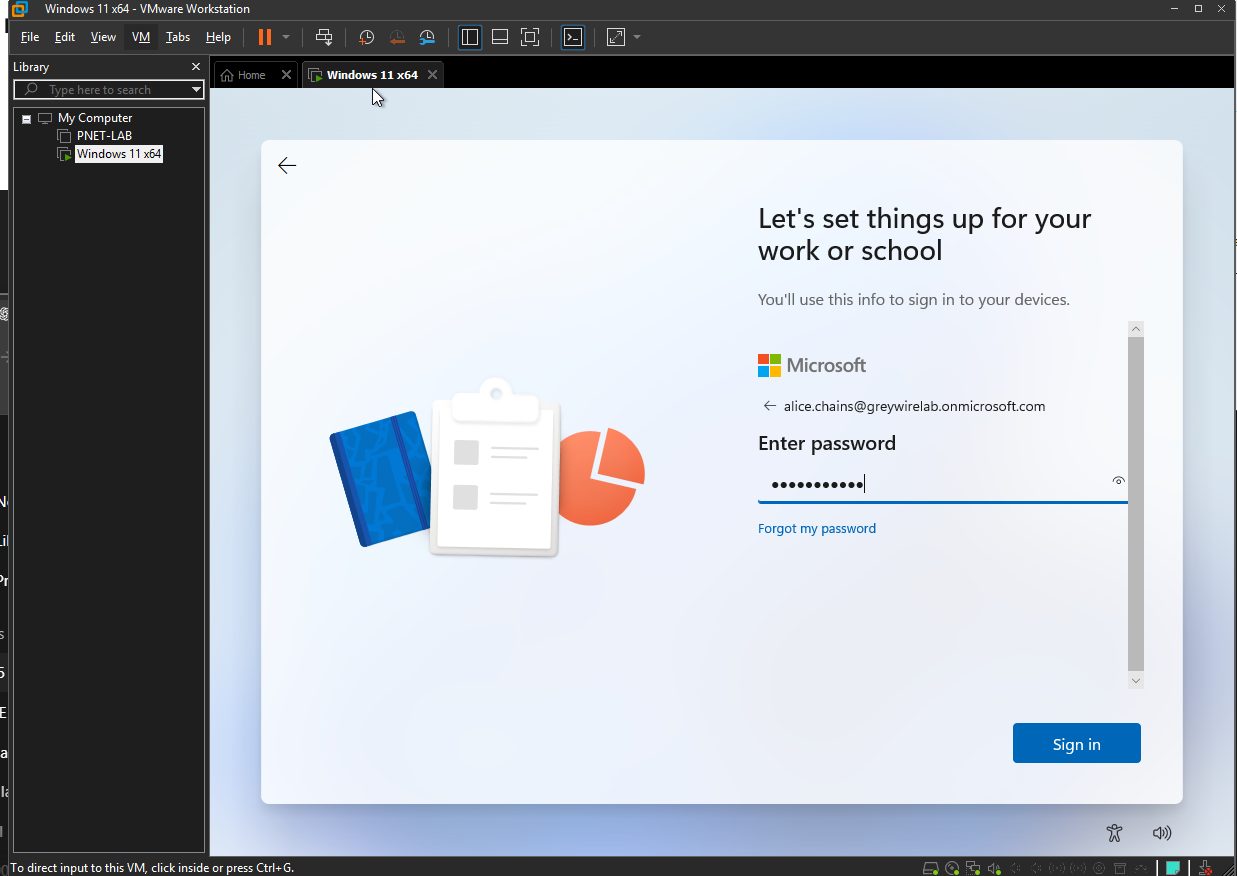 Windows 11 x64 - VMware Workstation
File Edit View VM Tabs Help
Library
Type here to search
Home
Windows 11 x64
My Computer
PNET-LAB
Windows 11 x64
Let's set things up for your
work or school
You'll use this info to sign in to your devices.
Microsoft
alice.chains@greywirelab.onmicrosoft.com
Enter password
Forgot my password
Sign in
To direct input to this VM, click inside or press Ctrl+G.